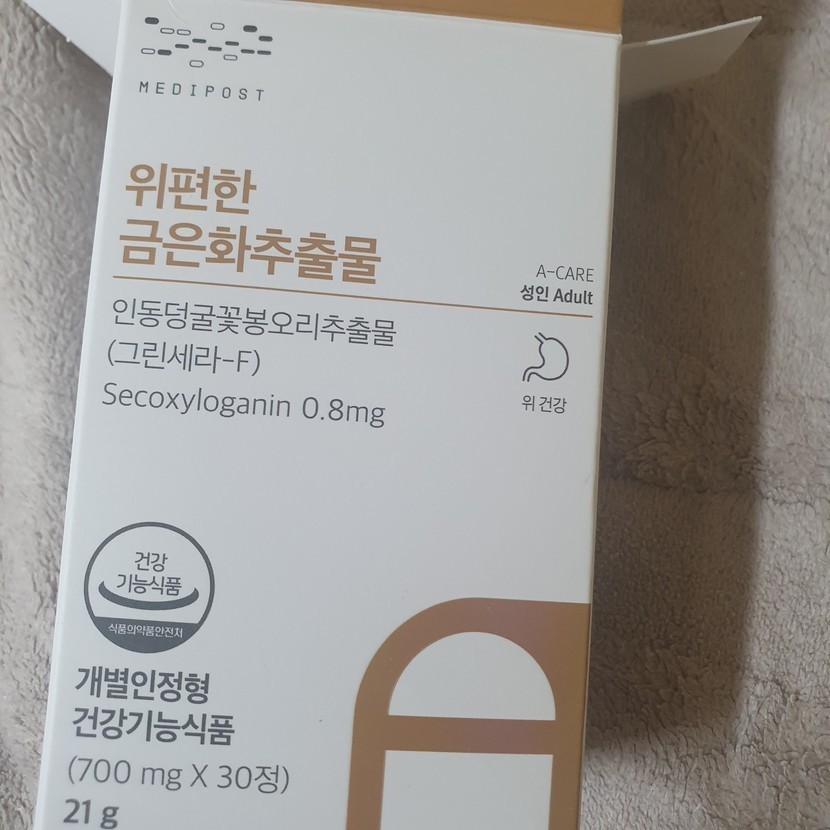 MEDIPOST
위편한
금은화추출물
A-CARE
성인 Adult
인동덩굴꽃봉오리추출물
(그린세라-F)
Secoxyloganin 0.8mg
위 건강
건강
기능식품
식품의약품안전처
개별인정형
건강기능식품
(700 mg X 30정)
21 g